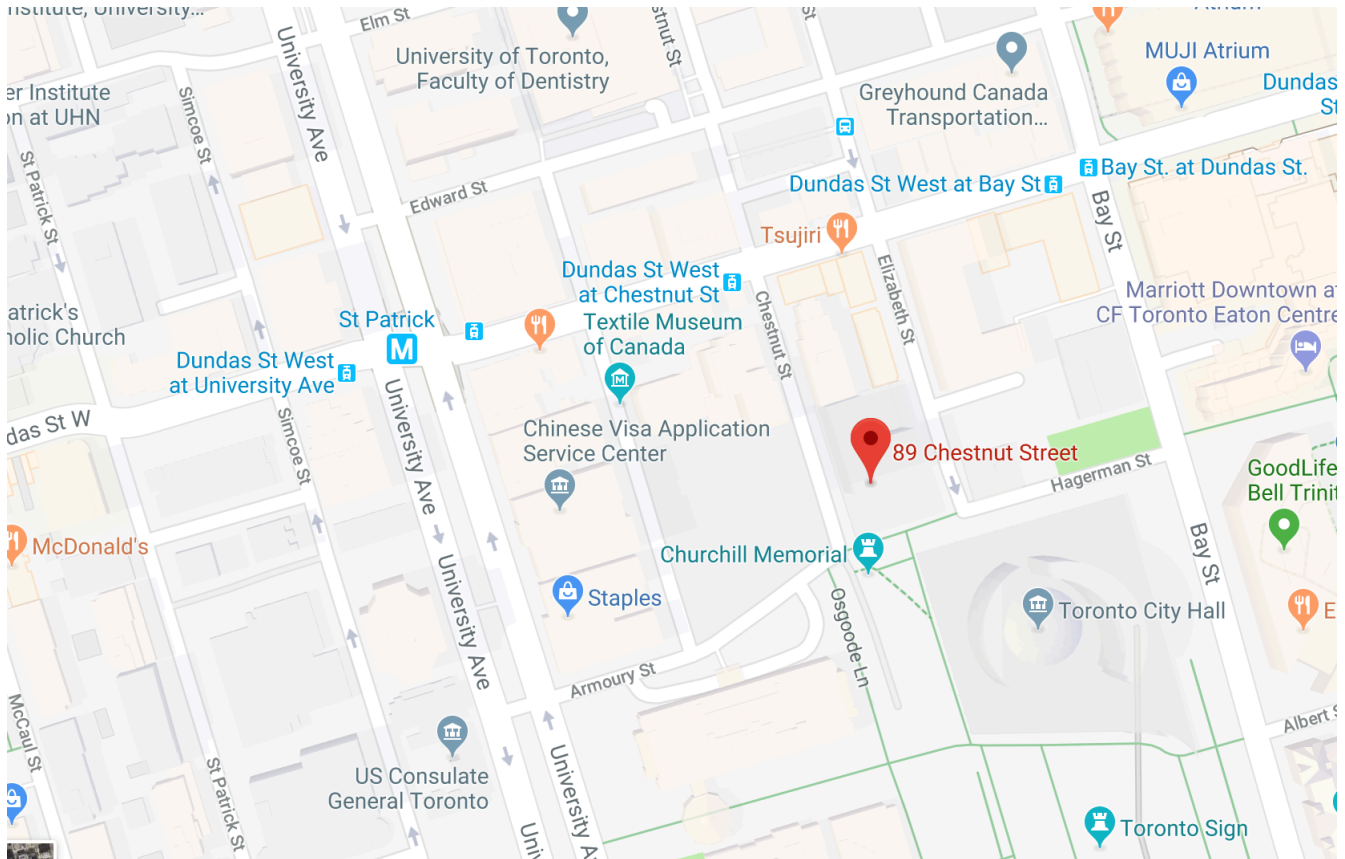 nstitute, University...
Elm St
University of Toronto,
Faculty of Dentistry
stnut St
St
Atrium
MUJI Atrium
Greyhound Canada
Transportation...
Dundas
St
er Institute
on at UHN
Simcoe St
University Ave
St Patrick St
Edward St
Bay St. at Dundas St.
Dundas St West at Bay St
Tsujiri
Bay St
Dundas St West
at Chestnut St
Elizabeth St
Chestnut St
Marriott Downtown at
CF Toronto Eaton Centre
atrick's
holic Church
St Patrick
M
Textile Museum
of Canada
Dundas St West
at University Ave
das St W
Simcoe St
University Ave
Chinese Visa Application
Service Center
89 Chestnut Street
Hagerman St
GoodLife
Bell Trinit
McDonald's
Churchill Memorial
Bay St
Staples
University Ave
Osgoode Ln
Toronto City Hall
E
Armoury St
McCaul St
St Patrick St
US Consulate
General Toronto
University A
Uni
Albert S
Toronto Sign